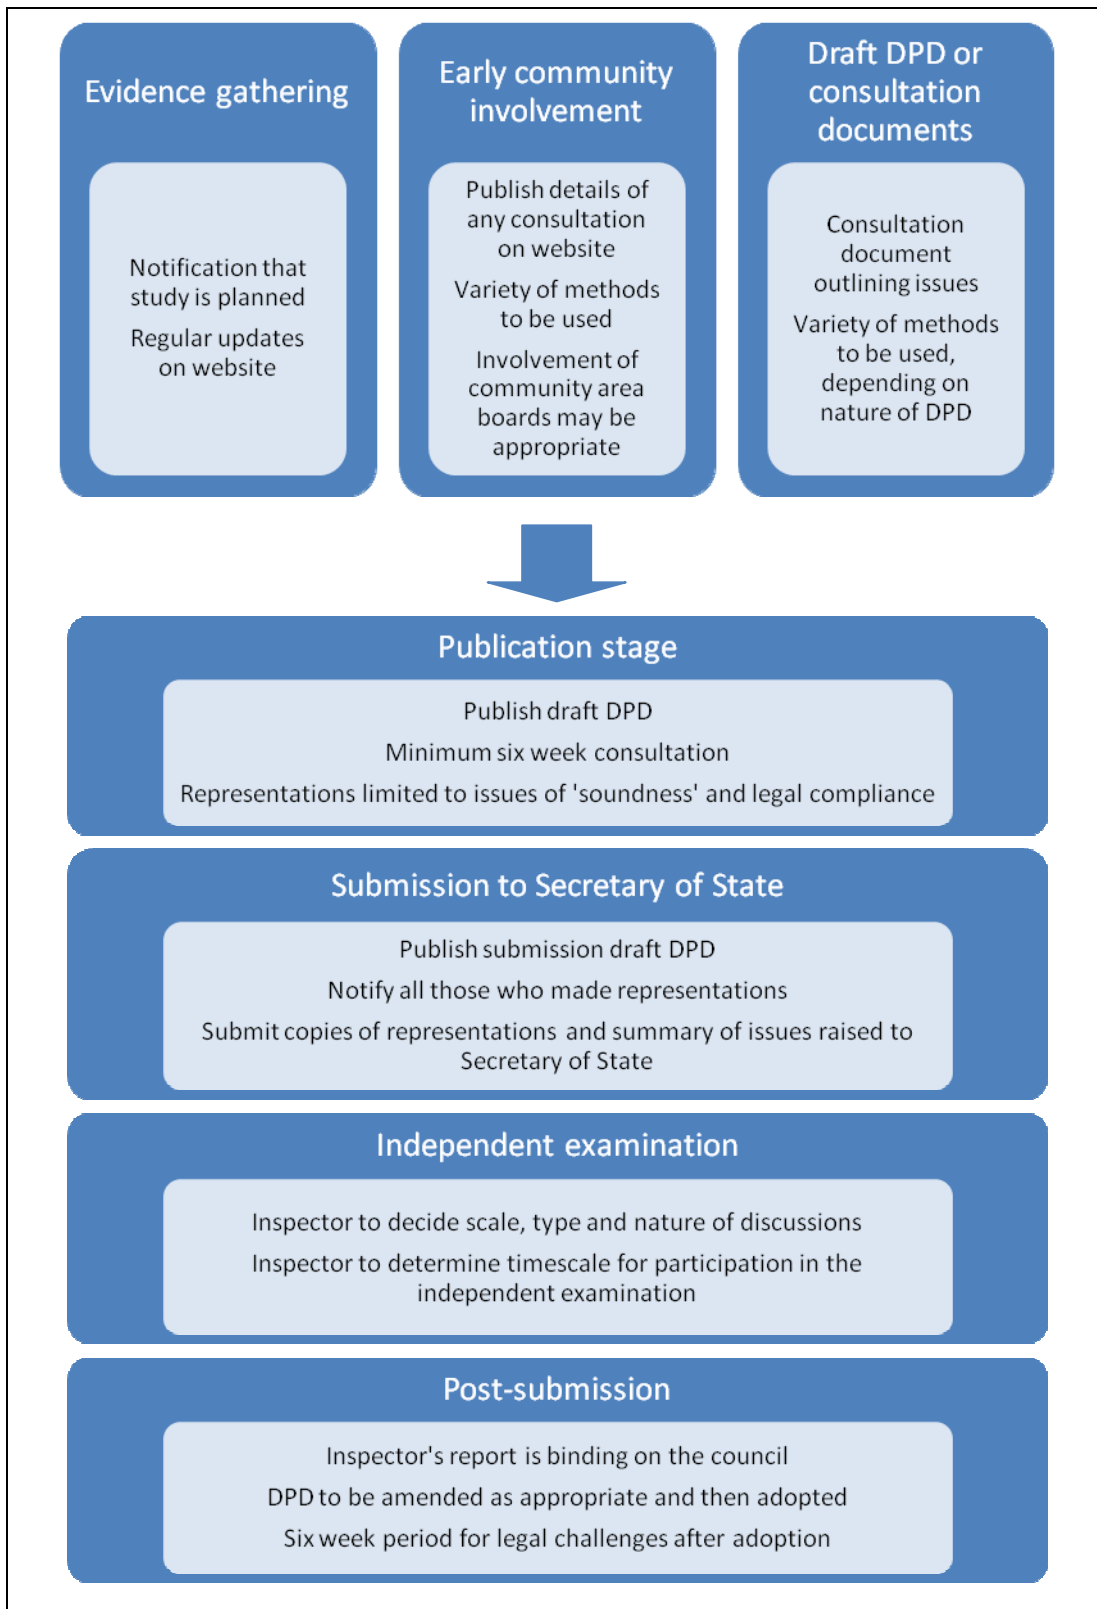 Evidence gathering
Notification that
study is planned
Regular updates
on website
Early community
involvement
Publish details of
any consultation
on website
Variety of methods
to be used
Involvement of
community area
boards may be
appropriate
Draft DPD or
consultation
documents
Consultation
document
outlining issues
Variety of methods
to be used,
depending on
nature of DPD
Publication stage
Publish draft DPD
Minimum six week consultation
Representations limited to issues of 'soundness' and legal compliance
Submission to Secretary of State
Publish submission draft DPD
Notify all those who made representations
Submit copies of representations and summary of issues raised to
Secretary of State
Independent examination
Inspector to decide scale, type and nature of discussions
Inspector to determine timescale for participation in the
independent examination
Post-submission
Inspector's report is binding on the council
DPD to be amended as appropriate and then adopted
Six week period for legal challenges after adoption